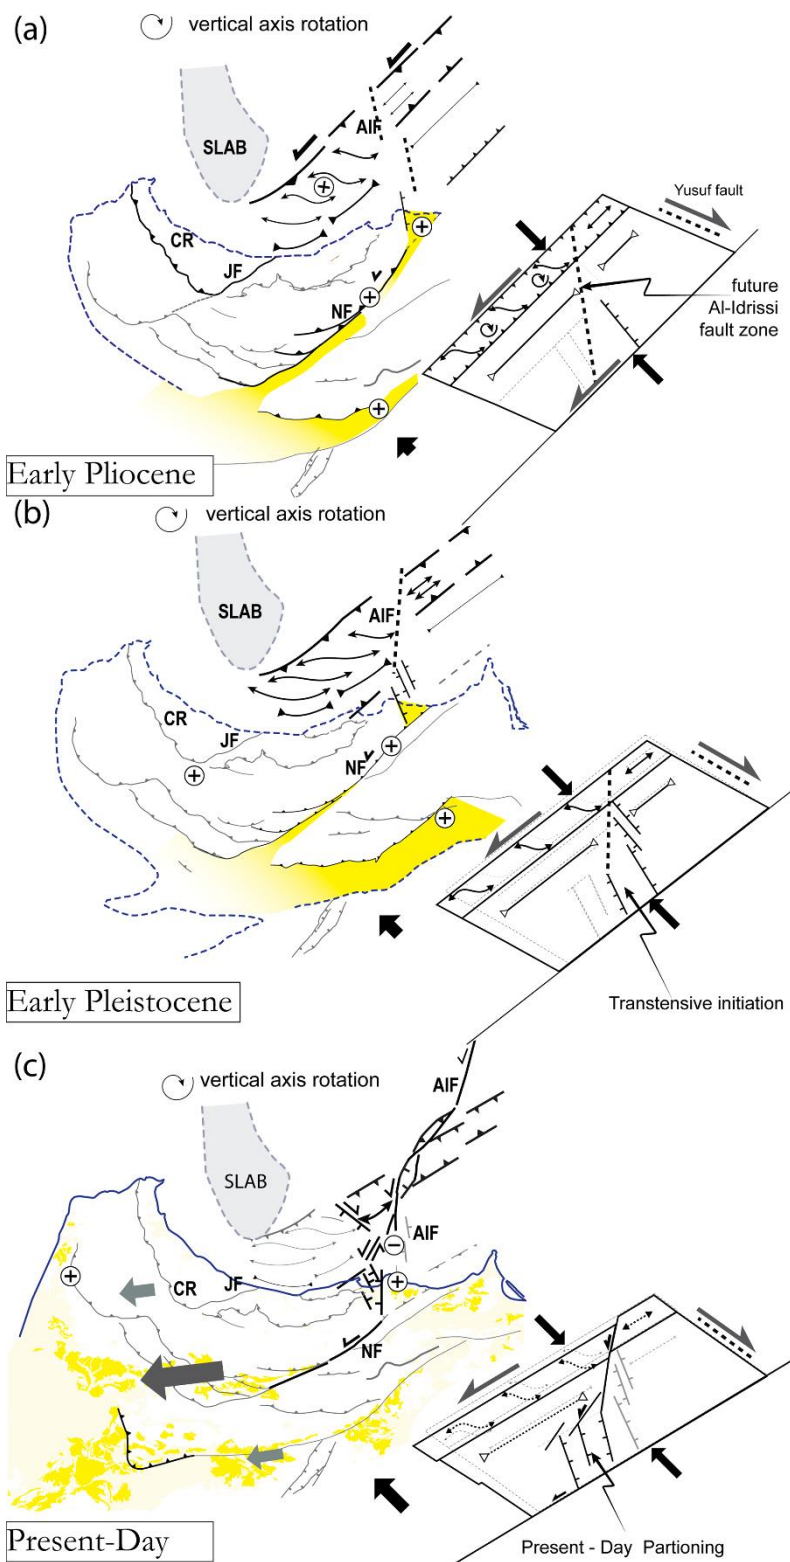 (a)
vertical axis rotation
AIF
SLAB
CR
JF
NF
Yusuf fault
future
Al-Idrissi
fault zone
Early Pliocene
(b)
vertical axis rotation
SLAB
AIF
CR
JF
NF
Transtensive initiation
Early Pleistocene
(c)
vertical axis rotation
AIF
SLAB
AIF
CR
JF
NF
Present - Day Partioning
Present-Day